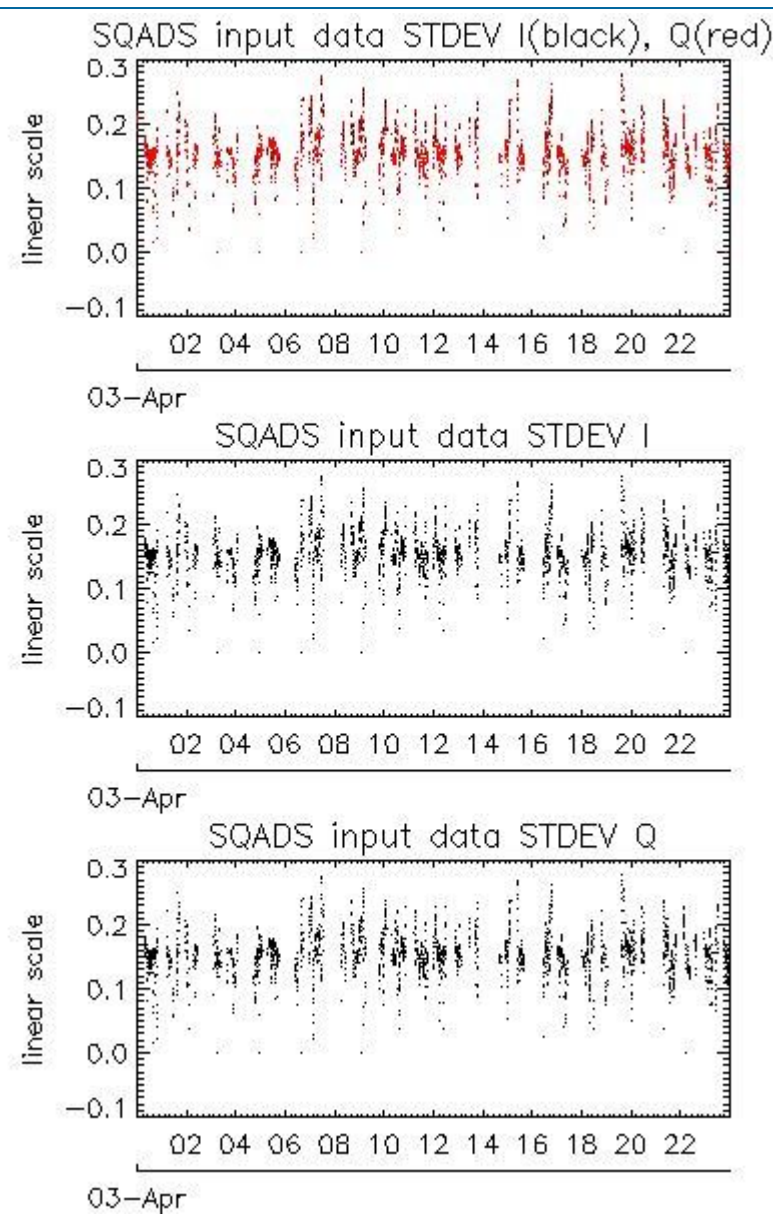 SQADS input data STDEV I(black), Q(red)
0.3
0.2
0.1
0.0
-0.1
linear scale
02 04 06 08 10 12 14 16 18 20 22
03-Apr
SQADS input data STDEV I
0.3
0.2
0.1
0.0
-0.1
linear scale
02 04 06 08 10 12 14 16 18 20 22
03-Apr
SQADS input data STDEV Q
0.3
0.2
0.1
0.0
-0.1
linear scale
02 04 06 08 10 12 14 16 18 20 22
03-Apr